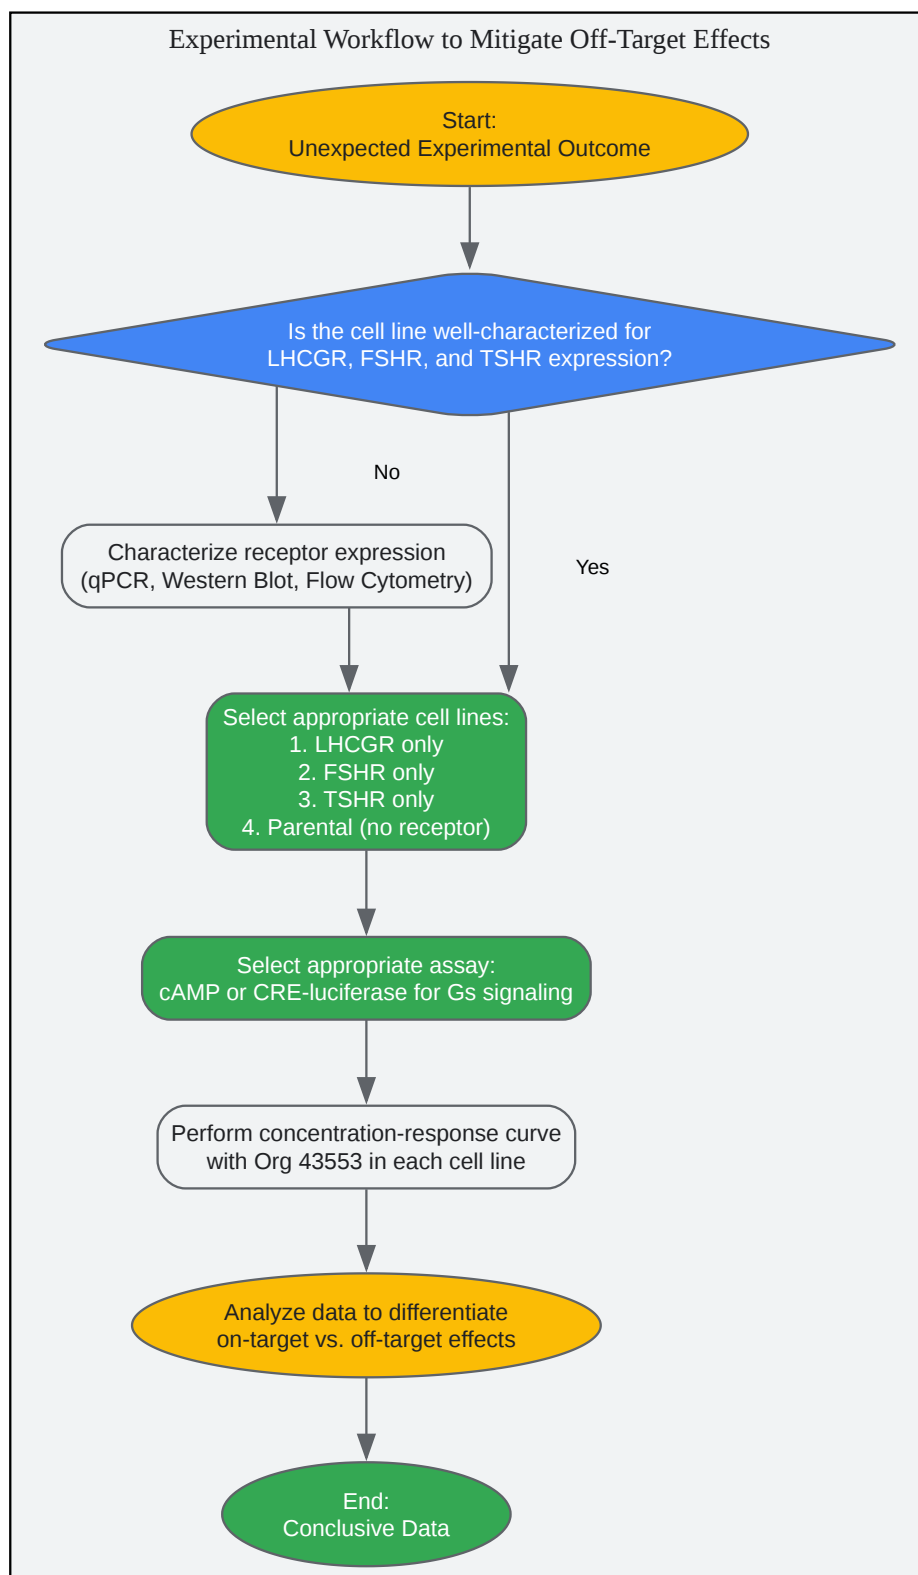 Experimental Workflow to Mitigate Off-Target Effects
Start:
Unexpected Experimental Outcome
Is the cell line well-characterized for
LHCGR, FSHR, and TSHR expression?
No
Characterize receptor expression
(qPCR, Western Blot, Flow Cytometry)
Yes
Select appropriate cell lines:
1. LHCGR only
2. FSHR only
3. TSHR only
4. Parental (no receptor)
Select appropriate assay:
cAMP or CRE-luciferase for Gs signaling
Perform concentration-response curve
with Org 43553 in each cell line
Analyze data to differentiate
on-target vs. off-target effects
End:
Conclusive Data